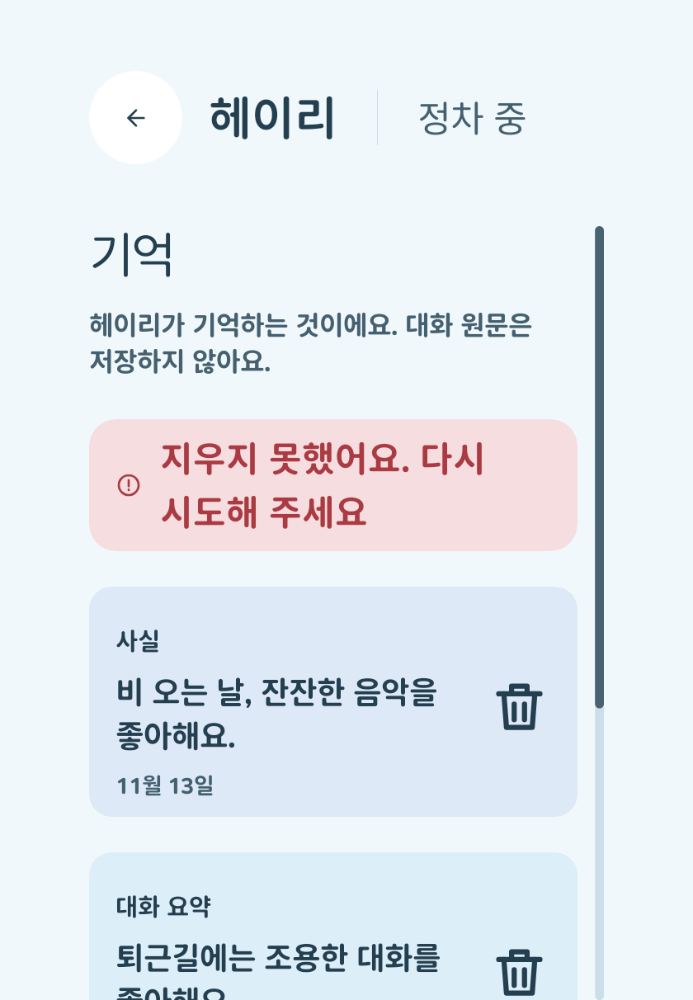 헤이리
정차 중
기억
헤이리가 기억하는 것이에요. 대화 원문은
저장하지 않아요.
지우지 못했어요. 다시
시도해 주세요
사실
비 오는 날, 잔잔한 음악을
좋아해요.
11월 13일
대화 요약
퇴근길에는 조용한 대화를
좋아해요